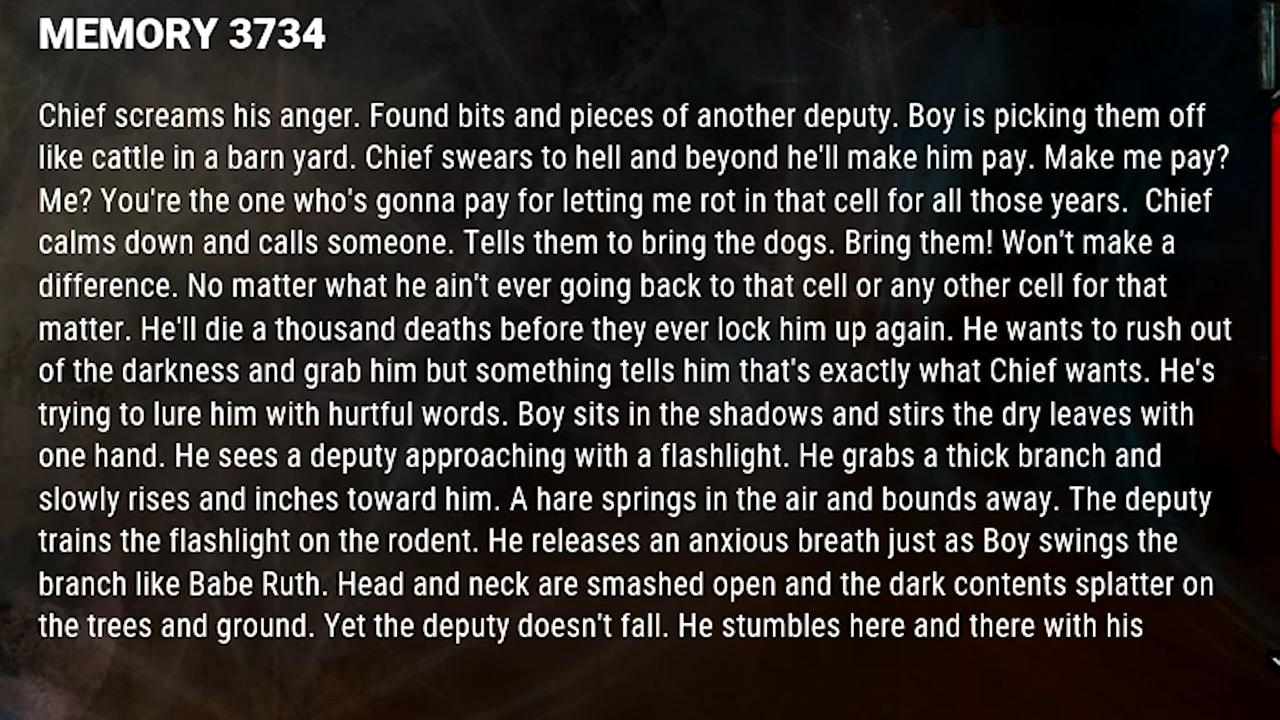 MEMORY 3734
Chief screams his anger. Found bits and pieces of another deputy. Boy is picking them off
like cattle in a barn yard. Chief swears to hell and beyond he'll make him pay. Make me pay?
Me? You're the one who's gonna pay for letting me rot in that cell for all those years.  Chief
calms down and calls someone. Tells them to bring the dogs. Bring them! Won't make a
difference. No matter what he ain't ever going back to that cell or any other cell for that
matter. He'll die a thousand deaths before they ever lock him up again. He wants to rush out
of the darkness and grab him but something tells him that's exactly what Chief wants. He's
trying to lure him with hurtful words. Boy sits in the shadows and stirs the dry leaves with
one hand. He sees a deputy approaching with a flashlight. He grabs a thick branch and
slowly rises and inches toward him. A hare springs in the air and bounds away. The deputy
trains the flashlight on the rodent. He releases an anxious breath just as Boy swings the
branch like Babe Ruth. Head and neck are smashed open and the dark contents splatter on
the trees and ground. Yet the deputy doesn't fall. He stumbles here and there with his